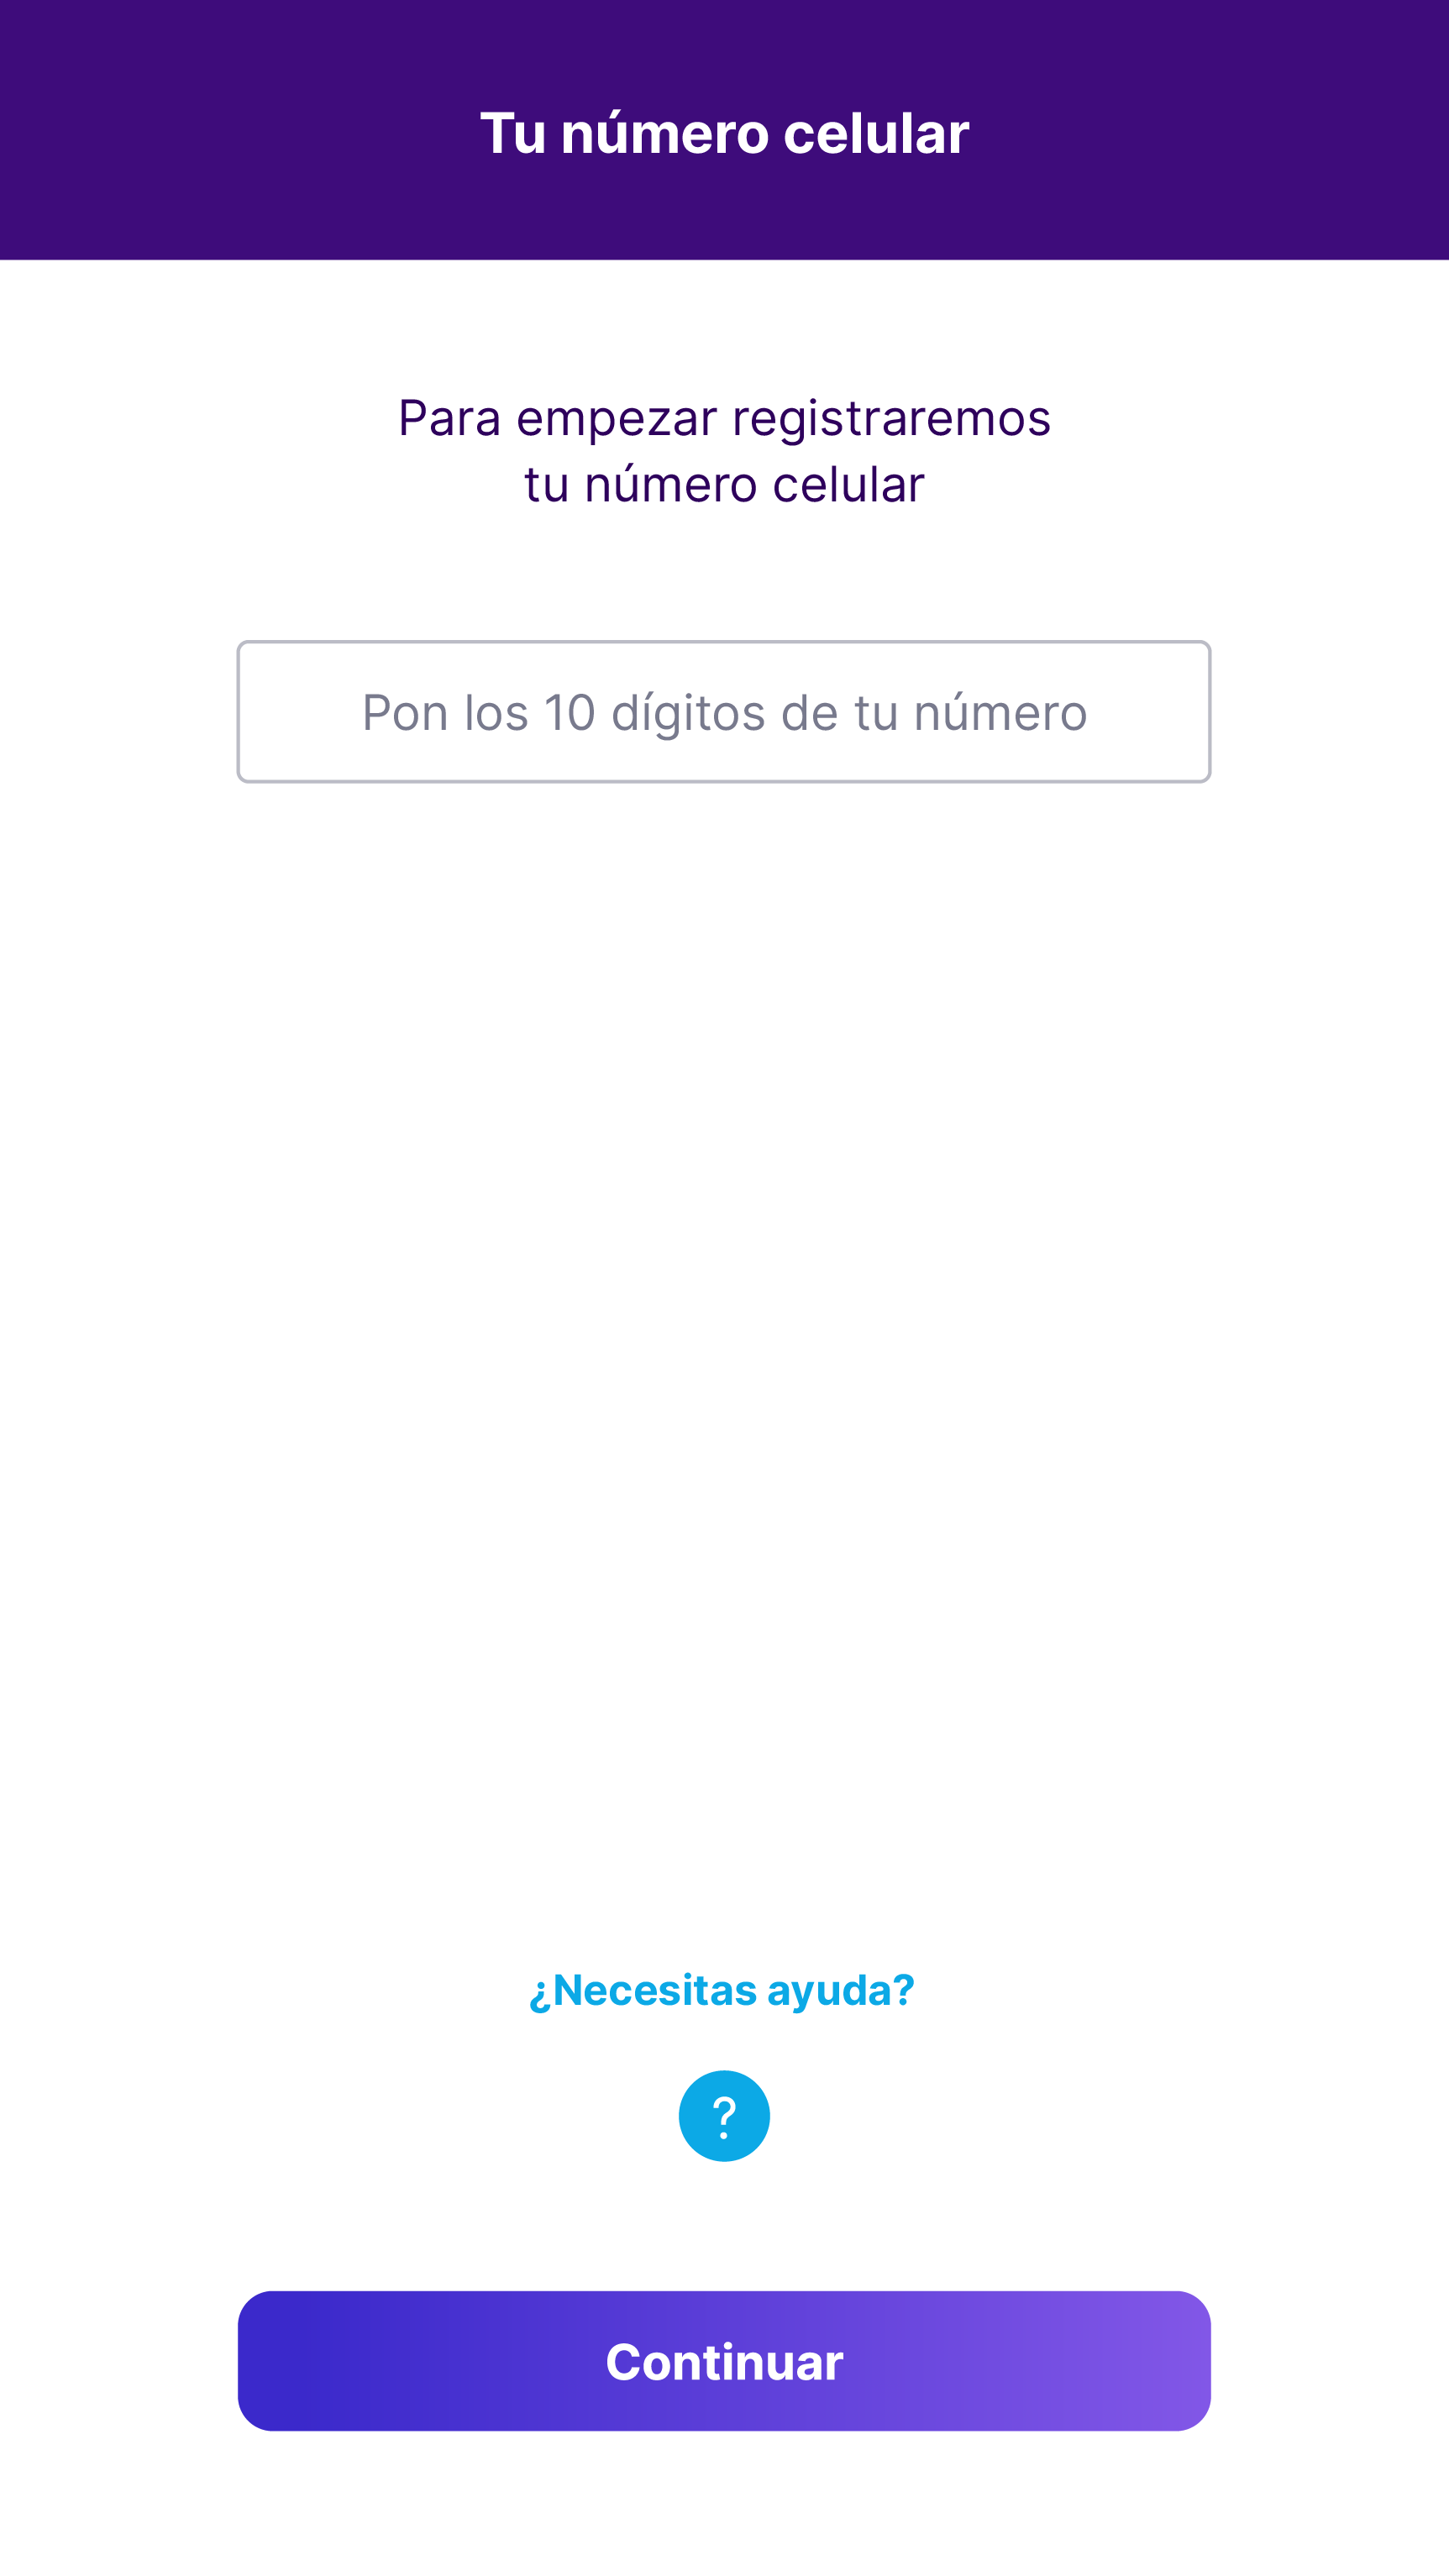 Tu número celular
Para empezar registraremos
tu número celular
Pon los 10 dígitos de tu número
¿Necesitas ayuda?
?
Continuar